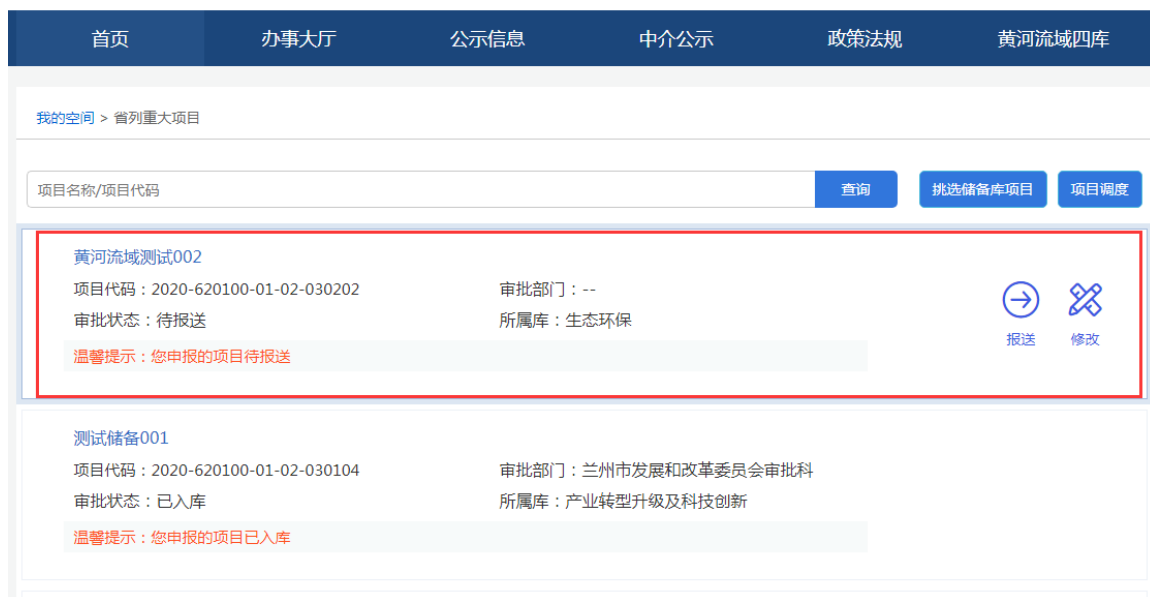 首页 办事大厅 公示信息 中介公示 政策法规 黄河流域四库
我的空间 > 省列重大项目
项目名称/项目代码 查询 挑选储备库项目 项目调度
黄河流域测试002
项目代码：2020-620100-01-02-030202 审批部门：--
审批状态：待报送 所属库：生态环保
报送 修改
温馨提示：您申报的项目待报送
测试储备001
项目代码：2020-620100-01-02-030104 审批部门：兰州市发展和改革委员会审批科
审批状态：已入库 所属库：产业转型升级及科技创新
温馨提示：您申报的项目已入库